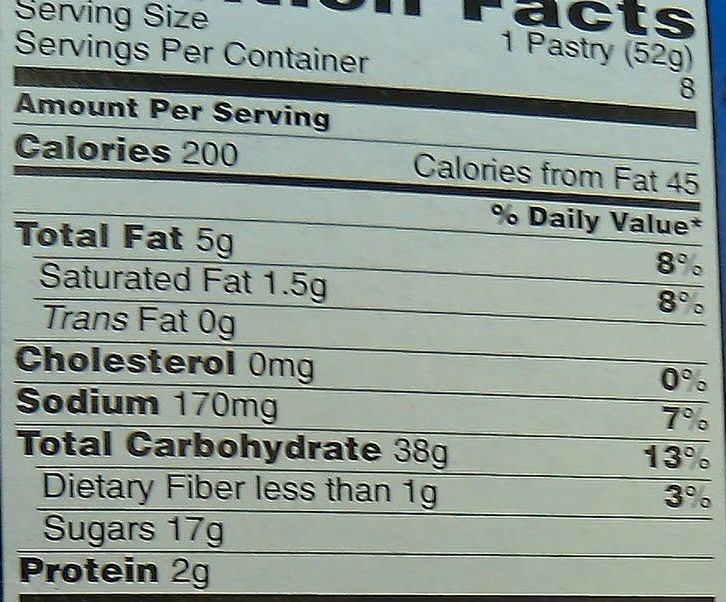 Facts
Serving Size 1 Pastry (52g)
Servings Per Container 8
Amount Per Serving
Calories 200 Calories from Fat 45
% Daily Value*
Total Fat 5g 8%
Saturated Fat 1.5g 8%
Trans Fat 0g
Cholesterol 0mg 0%
Sodium 170mg 7%
Total Carbohydrate 38g 13%
Dietary Fiber less than 1g 3%
Sugars 17g
Protein 2g